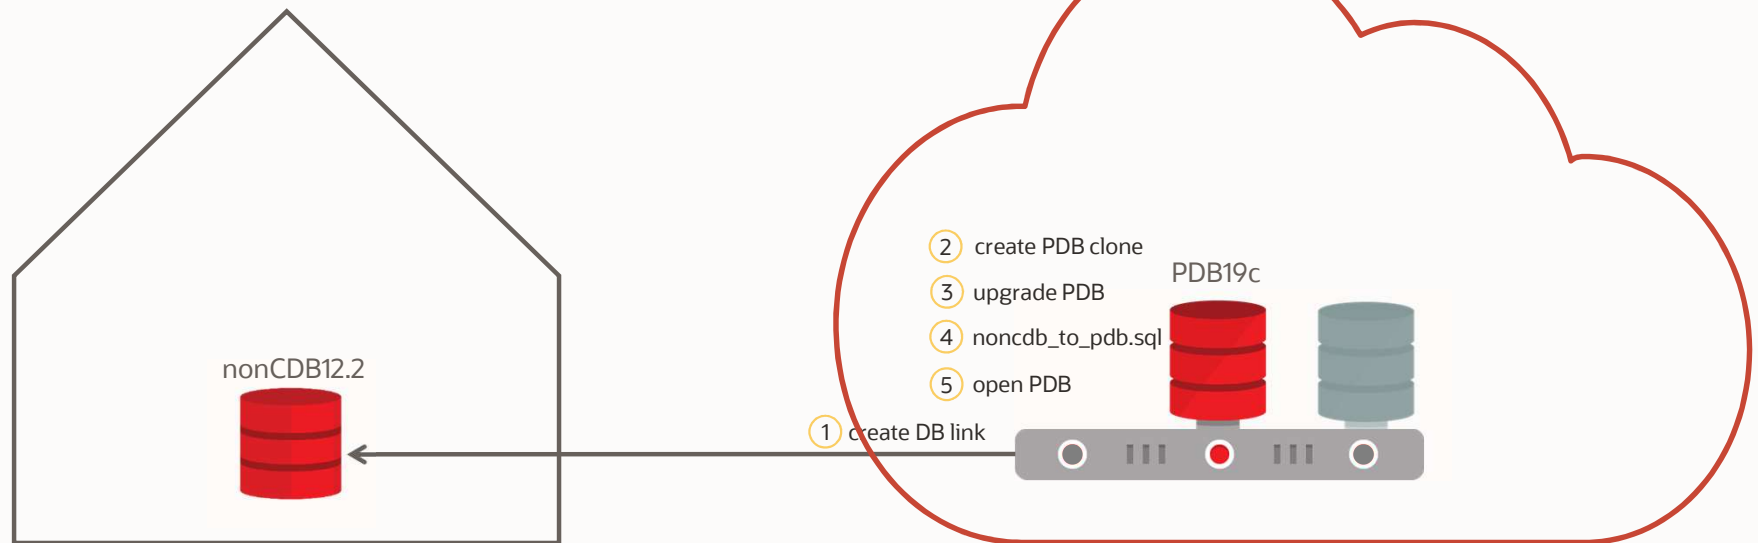 2 create PDB clone
PDB19c
3 upgrade PDB
4 noncdb_to_pdb.sql
nonCDB12.2
5 open PDB
1 create DB link